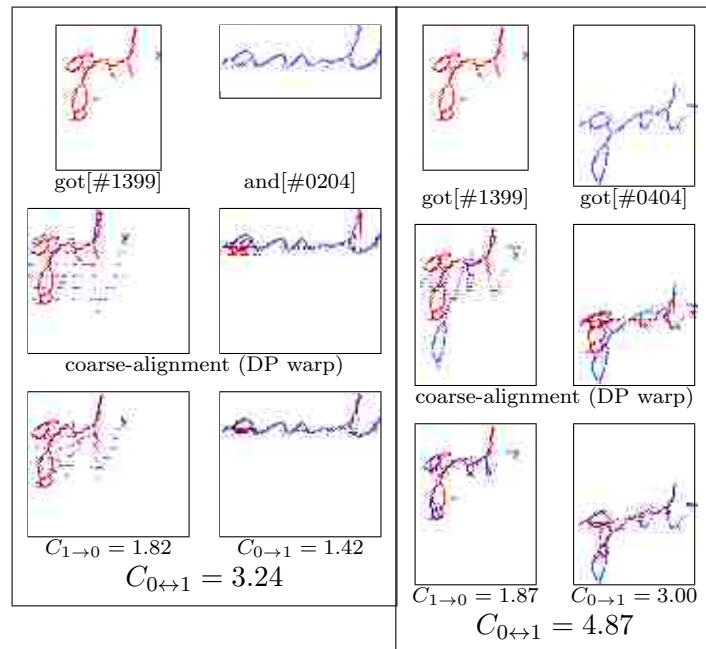 got[#1399]
and[#0204]
coarse-alignment (DP warp)
C₁→₀ = 1.82
C₀→₁ = 1.42
C₀↔₁ = 3.24
got[#1399]
got[#0404]
coarse-alignment (DP warp)
C₁→₀ = 1.87
C₀→₁ = 3.00
C₀↔₁ = 4.87